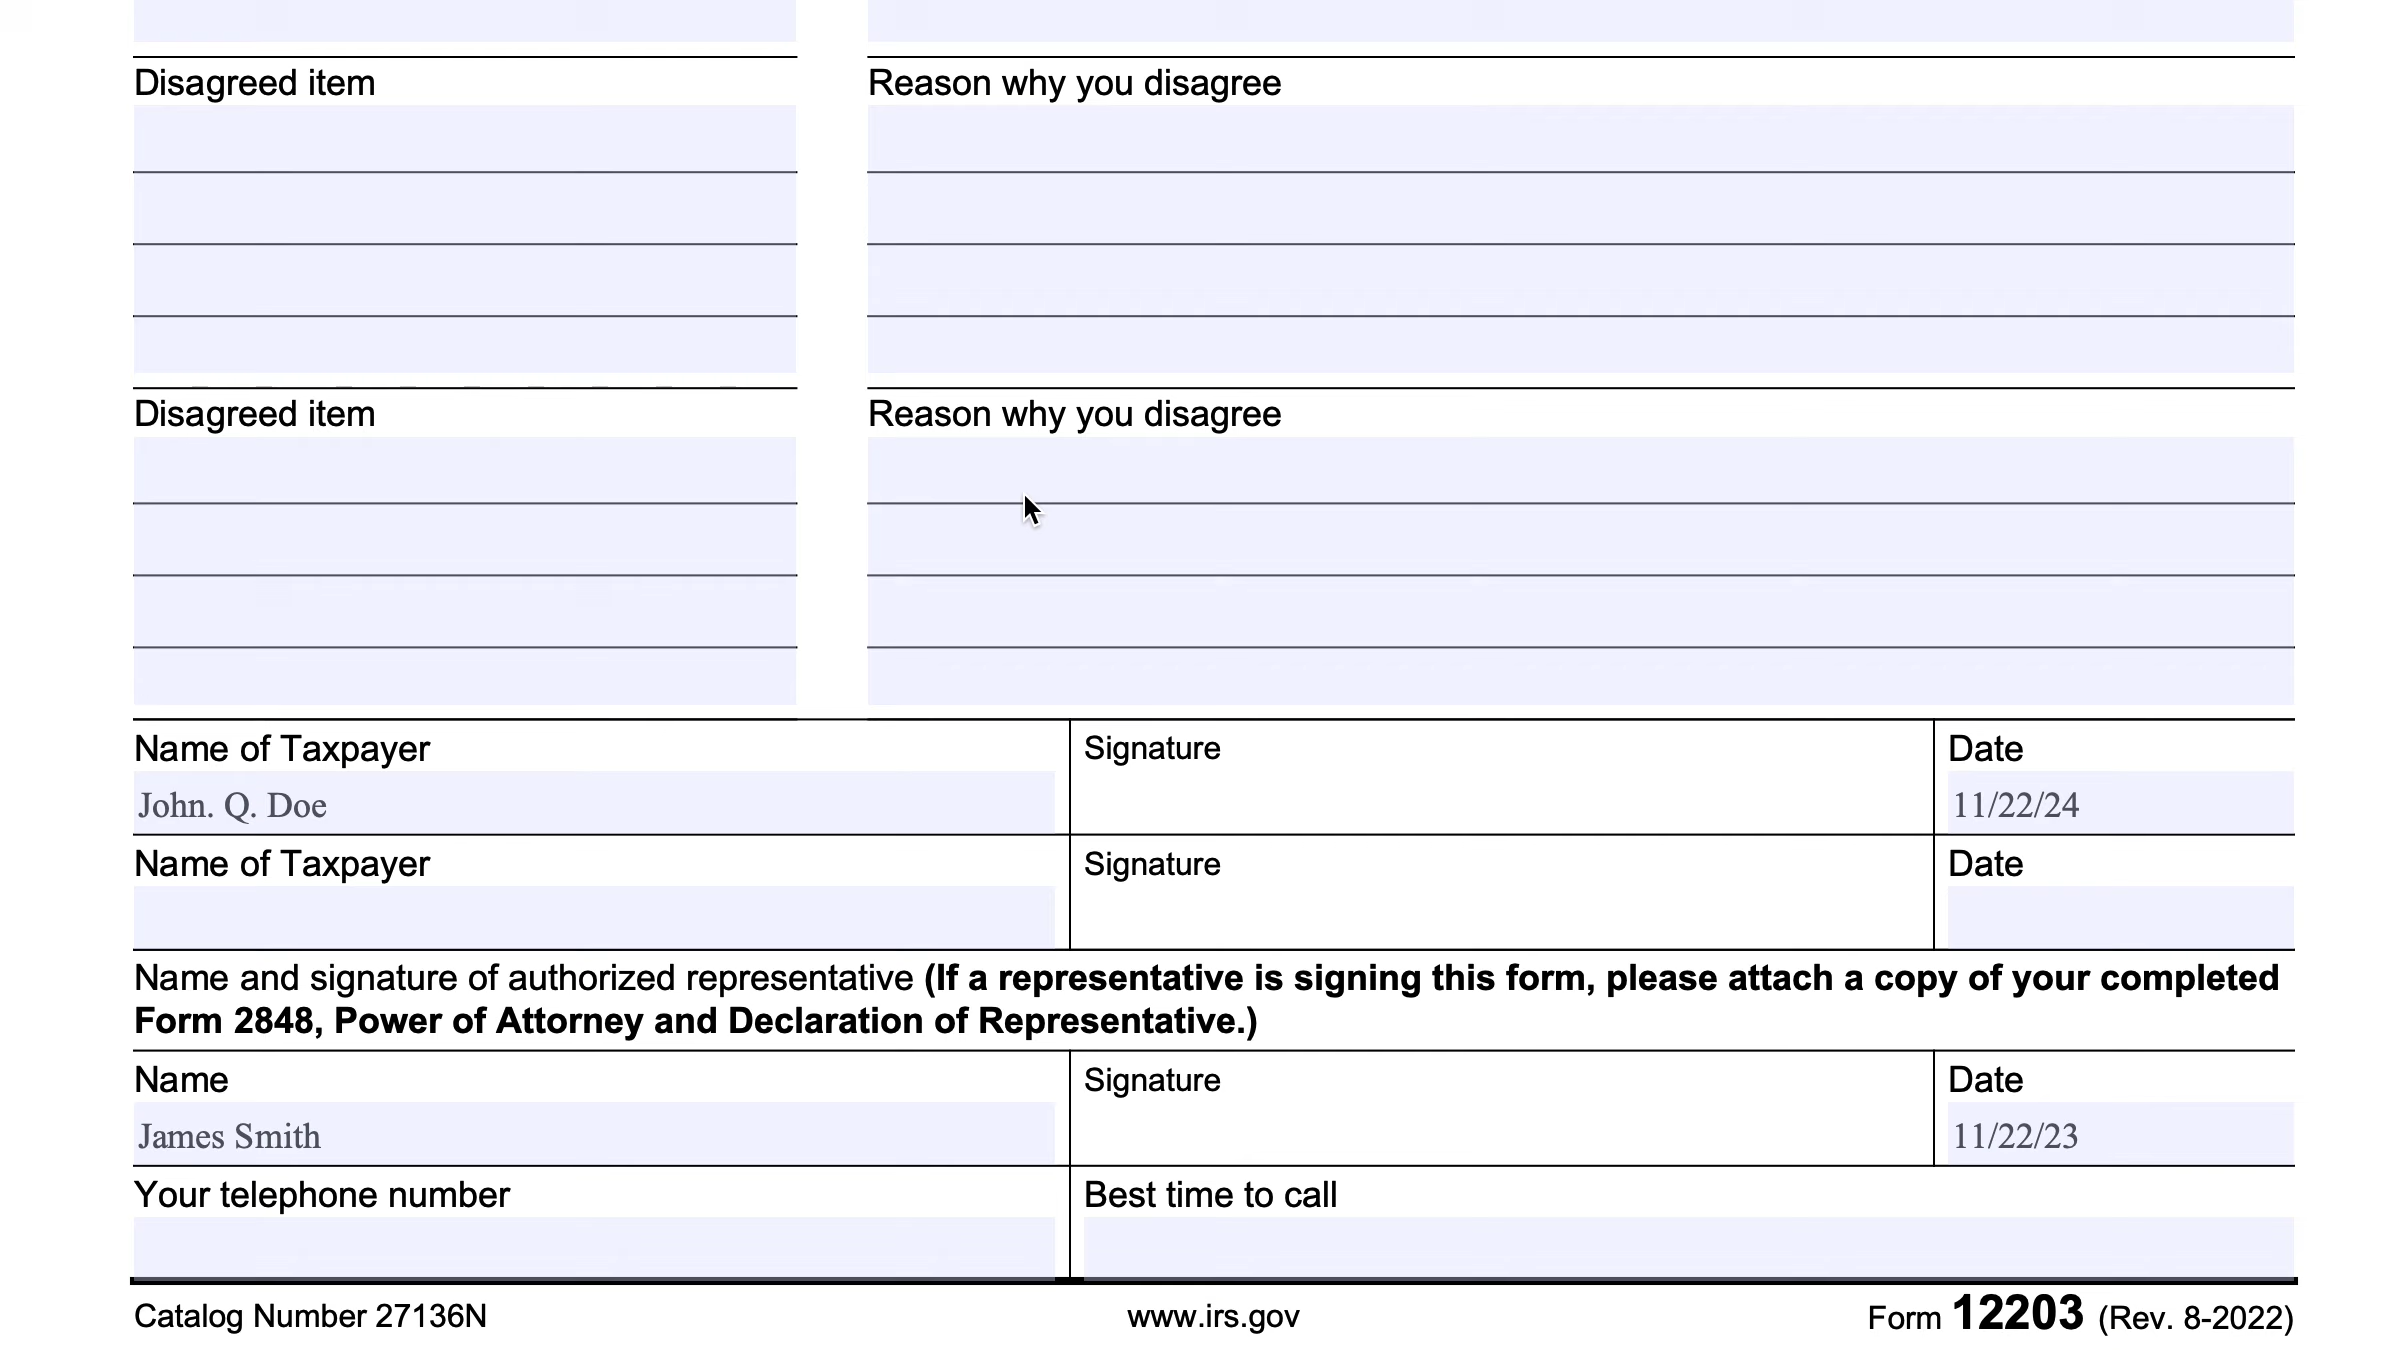 Disagreed item
Reason why you disagree
Disagreed item
Reason why you disagree
Name of Taxpayer
Signature
Date
John. Q. Doe
11/22/24
Name of Taxpayer
Signature
Date
Name and signature of authorized representative (If a representative is signing this form, please attach a copy of your completed
Form 2848, Power of Attorney and Declaration of Representative.)
Name
Signature
Date
James Smith
11/22/23
Your telephone number
Best time to call
Catalog Number 27136N
www.irs.gov
Form 12203 (Rev. 8-2022)